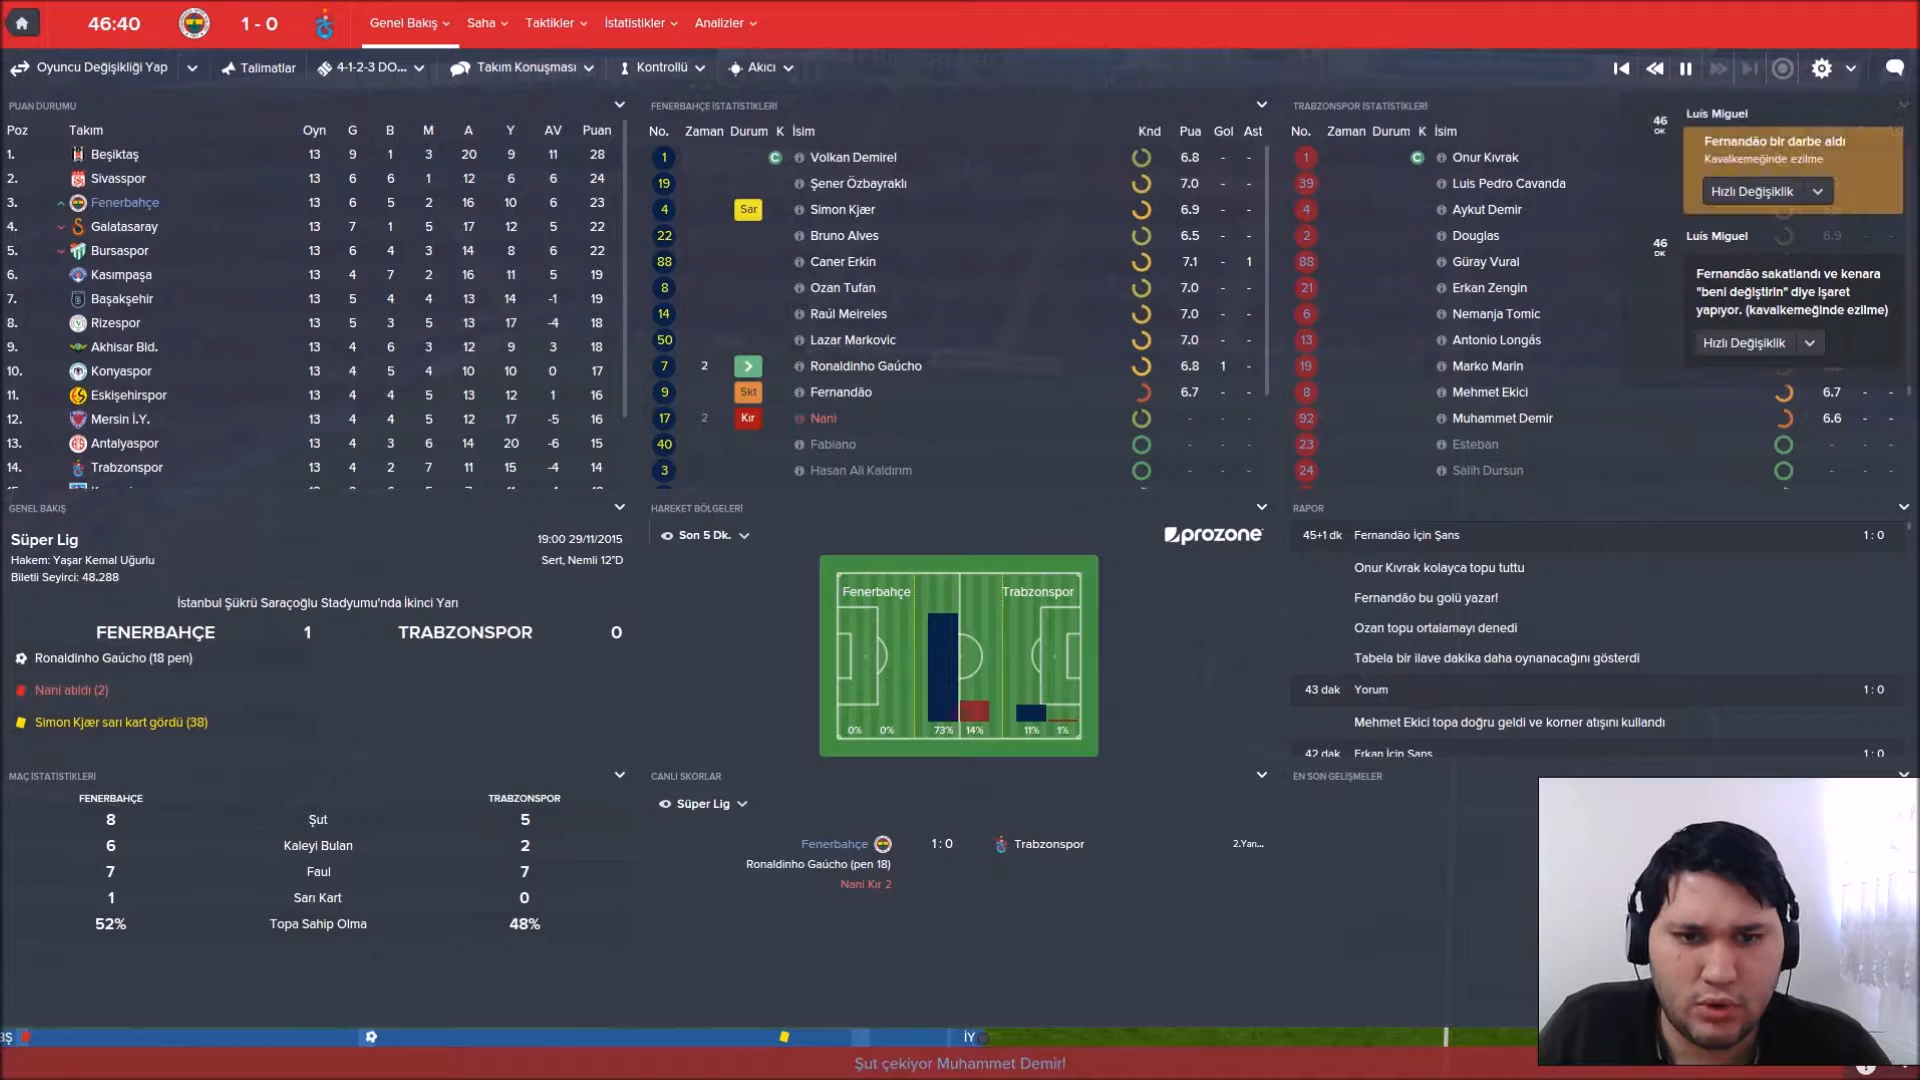 46:40
1 - 0
Genel Bakış
Saha
Taktikler
İstatistikler
Analizler
Oyuncu Değişikliği Yap
Talimatlar
4-1-2-3 DO...
Takım Konuşması
Kontrollü
Akıcı
PUAN DURUMU
Poz Takım Oyn G B M A Y AV Puan
1. Beşiktaş 13 9 1 3 20 9 11 28
2. Sivasspor 13 6 6 1 12 6 6 24
3. Fenerbahçe 13 6 5 2 16 10 6 23
4. Galatasaray 13 7 1 5 17 12 5 22
5. Bursaspor 13 6 4 3 14 8 6 22
6. Kasımpaşa 13 4 7 2 16 11 5 19
7. Başakşehir 13 5 4 4 13 14 -1 19
8. Rizespor 13 5 3 5 13 17 -4 18
9. Akhisar Bld. 13 4 6 3 12 9 3 18
10. Konyaspor 13 4 5 4 10 10 0 17
11. Eskişehirspor 13 4 4 5 13 12 1 16
12. Mersin İ.Y. 13 4 4 5 12 17 -5 16
13. Antalyaspor 13 4 3 6 14 20 -6 15
14. Trabzonspor 13 4 2 7 11 15 -4 14
FENERBAHÇE İSTATİSTİKLERİ
No. Zaman Durum K İsim Knd Pua Gol Ast
1 C Volkan Demirel 6.8 - -
19 Şener Özbayraklı 7.0 - -
4 Sar Simon Kjær 6.9 - -
22 Bruno Alves 6.5 - -
88 Caner Erkin 7.1 - 1
8 Ozan Tufan 7.0 - -
14 Raúl Meireles 7.0 - -
50 Lazar Markovic 7.0 - -
7 2 Ronaldinho Gaúcho 6.8 1 -
9 Skt Fernandão 6.7 - -
17 2 Kır Nani - - -
40 Fabiano - - -
3 Hasan Ali Kaldırım - - -
TRABZONSPOR İSTATİSTİKLERİ
No. Zaman Durum K İsim
1 C Onur Kıvrak
39 Luis Pedro Cavanda
4 Aykut Demir
2 Douglas 6.9 - -
88 Güray Vural
21 Erkan Zengin
6 Nemanja Tomic
13 Antonio Longás
19 Marko Marin
8 Mehmet Ekici 6.7 - -
92 Muhammet Demir 6.6 - -
23 Esteban - - -
24 Salih Dursun - - -
46 DK
Luís Miguel
Fernandão bir darbe aldı
Kavalkemeğinde ezilme
Hızlı Değişiklik
46 DK
Luís Miguel
Fernandão sakatlandı ve kenara
"beni değiştirin" diye işaret
yapıyor. (kavalkemeğinde ezilme)
Hızlı Değişiklik
GENEL BAKIŞ
Süper Lig 19:00 29/11/2015
Hakem: Yaşar Kemal Uğurlu Sert, Nemli 12°D
Biletli Seyirci: 48.288
İstanbul Şükrü Saraçoğlu Stadyumu'nda İkinci Yarı
FENERBAHÇE 1 TRABZONSPOR 0
Ronaldinho Gaúcho (18 pen)
Nani atıldı (2)
Simon Kjær sarı kart gördü (38)
HAREKET BÖLGELERİ
Son 5 Dk.
prozone
Fenerbahçe Trabzonspor
0% 0% 73% 14% 11% 1%
RAPOR
45+1 dk Fernandão İçin Şans 1 : 0
Onur Kıvrak kolayca topu tuttu
Fernandão bu golü yazar!
Ozan topu ortalamayı denedi
Tabela bir ilave dakika daha oynanacağını gösterdi
43 dak Yorum 1 : 0
Mehmet Ekici topa doğru geldi ve korner atışını kullandı
42 dak Erkan İçin Şans 1 : 0
MAÇ İSTATİSTİKLERİ
FENERBAHÇE TRABZONSPOR
8 Şut 5
6 Kaleyi Bulan 2
7 Faul 7
1 Sarı Kart 0
52% Topa Sahip Olma 48%
CANLI SKORLAR
Süper Lig
Fenerbahçe 1 : 0 Trabzonspor 2.Yarı...
Ronaldinho Gaúcho (pen 18)
Nani Kır 2
EN SON GELİŞMELER
BŞ
İY
Şut çekiyor Muhammet Demir!